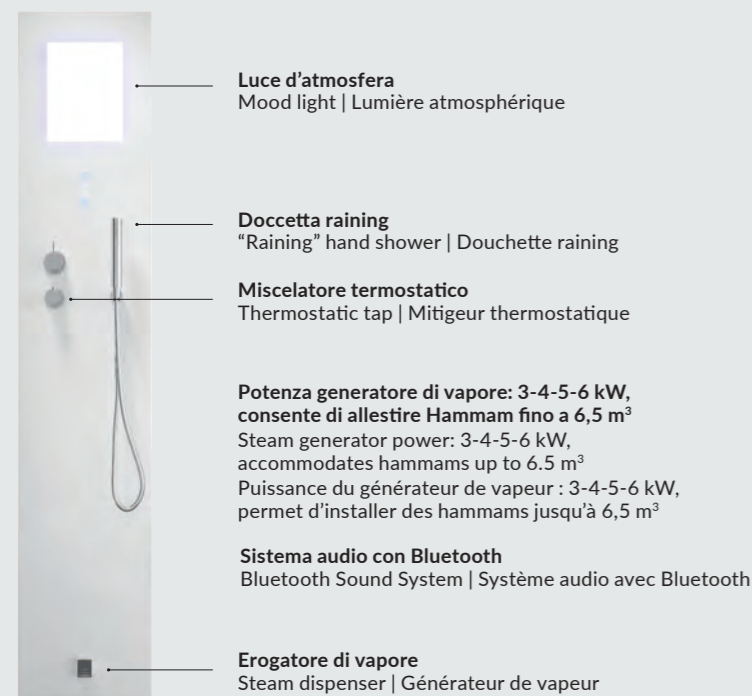 Luce d’atmosfera
Mood light | Lumière atmosphérique
Doccetta raining
“Raining” hand shower | Douchette raining
Miscelatore termostatico
Thermostatic tap | Mitigeur thermostatique
Potenza generatore di vapore: 3-4-5-6 kW,
consente di allestire Hammam fino a 6,5 m³
Steam generator power: 3-4-5-6 kW,
accommodates hammams up to 6.5 m³
Puissance du générateur de vapeur : 3-4-5-6 kW,
permet d’installer des hammams jusqu’à 6,5 m³
Sistema audio con Bluetooth
Bluetooth Sound System | Système audio avec Bluetooth
Erogatore di vapore
Steam dispenser | Générateur de vapeur